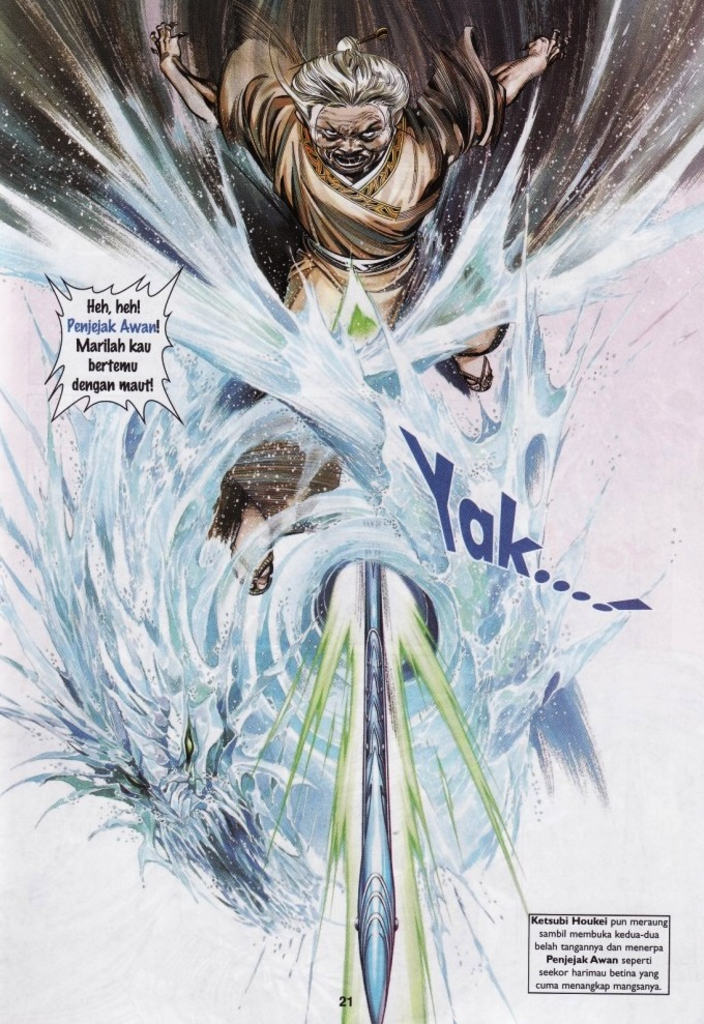 Heh, heh!
Penjejak Awan!
Marilah kau
bertemu
dengan maut!
Yak....!
Ketsubi Houkei pun meraung
sambil membuka kedua-dua
belah tangannya dan menerpa
Penjejak Awan seperti
seekor harimau betina yang
cuma menangkap mangsanya.
21